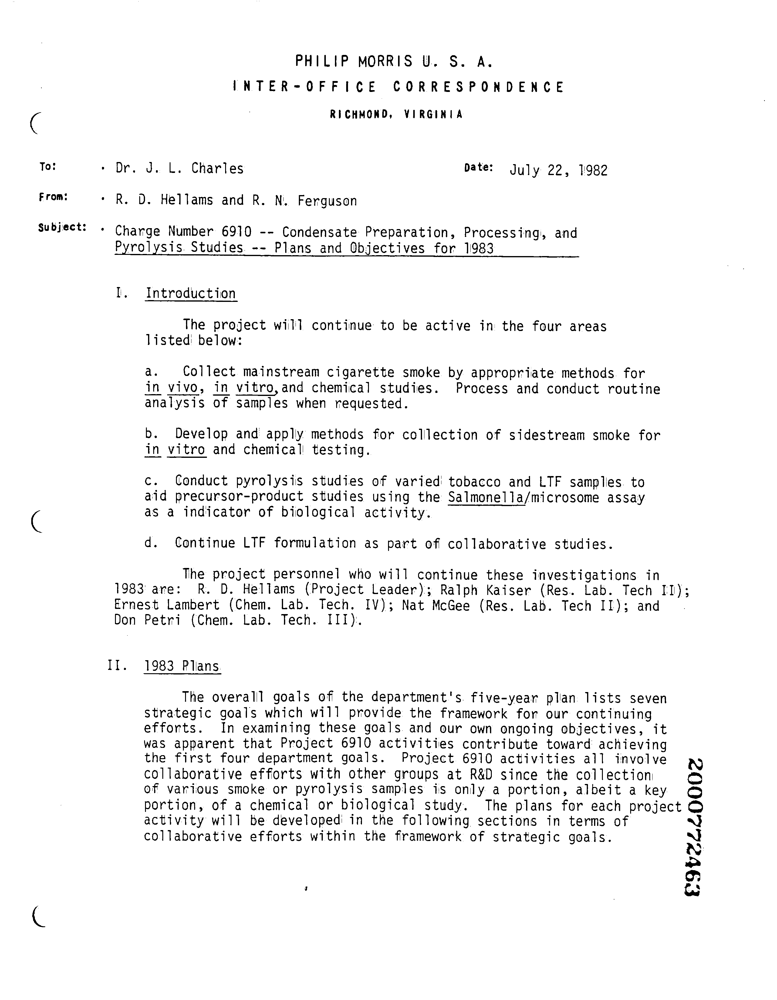 PHILIP MORRIS U. S. A.
INTER-OFFICE CORRESPONDENCE
RICHMOND, VIRGINIA
To: · Dr. J. L. Charles Date: July 22, 1982
From: · R. D. Hellams and R. N. Ferguson
Subject: · Charge Number 6910 -- Condensate Preparation, Processing, and
Pyrolysis Studies -- Plans and Objectives for 1983
I. Introduction
The project will continue to be active in the four areas
listed below:
a. Collect mainstream cigarette smoke by appropriate methods for
in vivo, in vitro, and chemical studies. Process and conduct routine
analysis of samples when requested.
b. Develop and apply methods for collection of sidestream smoke for
in vitro and chemical testing.
c. Conduct pyrolysis studies of varied tobacco and LTF samples to
aid precursor-product studies using the Salmonella/microsome assay
as a indicator of biological activity.
d. Continue LTF formulation as part of collaborative studies.
The project personnel who will continue these investigations in
1983 are: R. D. Hellams (Project Leader); Ralph Kaiser (Res. Lab. Tech II);
Ernest Lambert (Chem. Lab. Tech. IV); Nat McGee (Res. Lab. Tech II); and
Don Petri (Chem. Lab. Tech. III).
II. 1983 Plans
The overall goals of the department's five-year plan lists seven
strategic goals which will provide the framework for our continuing
efforts. In examining these goals and our own ongoing objectives, it
was apparent that Project 6910 activities contribute toward achieving
the first four department goals. Project 6910 activities all involve
collaborative efforts with other groups at R&D since the collection
of various smoke or pyrolysis samples is only a portion, albeit a key
portion, of a chemical or biological study. The plans for each project
activity will be developed in the following sections in terms of
collaborative efforts within the framework of strategic goals.
2000772463